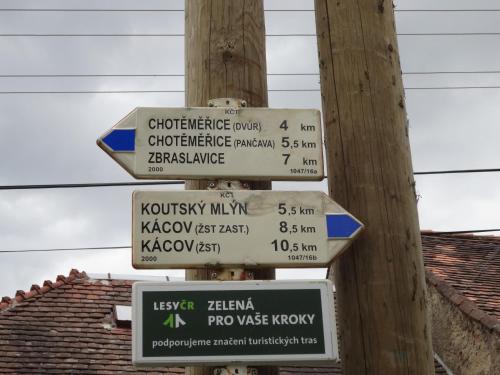 KČT
CHOTĚMĚŘICE (DVŮR) 4 km
CHOTĚMĚŘICE (PANČAVA) 5,5 km
ZBRASLAVICE 7 km
2000 1047/16a
KČT
KOUTSKÝ MLÝN 5,5 km
KÁCOV (ŽST ZAST.) 8,5 km
KÁCOV (ŽST) 10,5 km
2000 1047/16b
LESY ČR
ZELENÁ
PRO VAŠE KROKY
podporujeme značení turistických tras